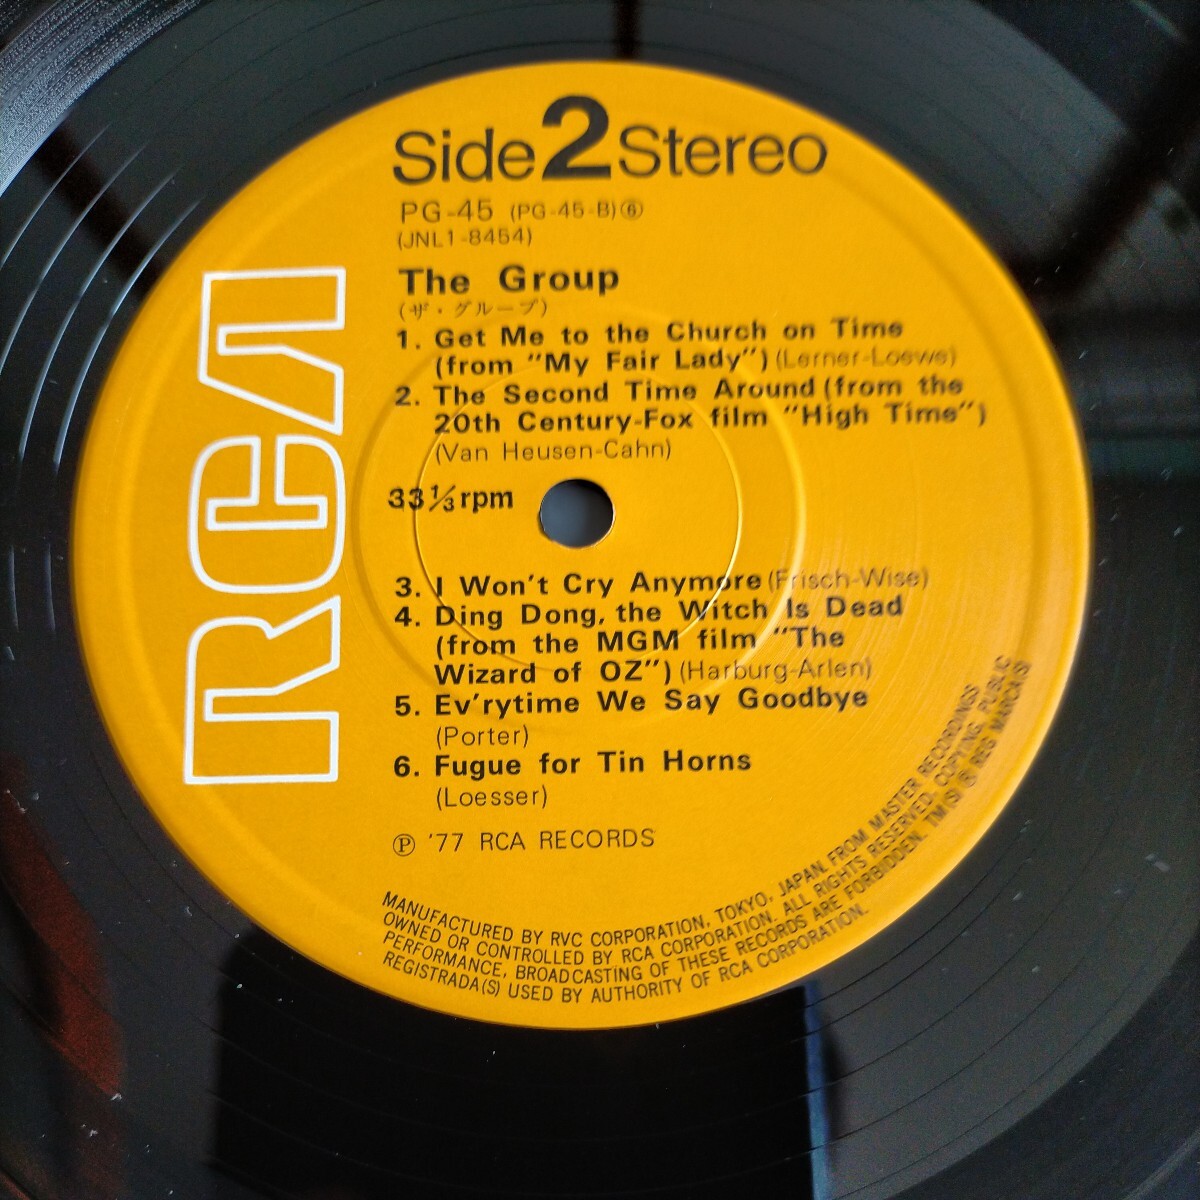 Side 2 Stereo
PG-45 (PG-45-B)⑥
(JNL1-8454)
The Group
(ザ・グループ)
1. Get Me to the Church on Time
(from "My Fair Lady") (Lerner-Loewe)
2. The Second Time Around (from the
20th Century-Fox film "High Time")
(Van Heusen-Cahn)
33⅓rpm
3. I Won't Cry Anymore (Frisch-Wise)
4. Ding Dong, the Witch Is Dead
(from the MGM film "The
Wizard of OZ") (Harburg-Arlen)
5. Ev'rytime We Say Goodbye
(Porter)
6. Fugue for Tin Horns
(Loesser)
Ⓟ '77 RCA RECORDS
RCA
MANUFACTURED BY RVC CORPORATION, TOKYO, JAPAN. FROM MASTER RECORDINGS
OWNED OR CONTROLLED BY RCA CORPORATION. ALL RIGHTS RESERVED. COPYING, PUBLIC
PERFORMANCE, BROADCASTING OF THESE RECORDS ARE FORBIDDEN. TM(S) ® REG MARCA(S)
REGISTRADA(S) USED BY AUTHORITY OF RCA CORPORATION.